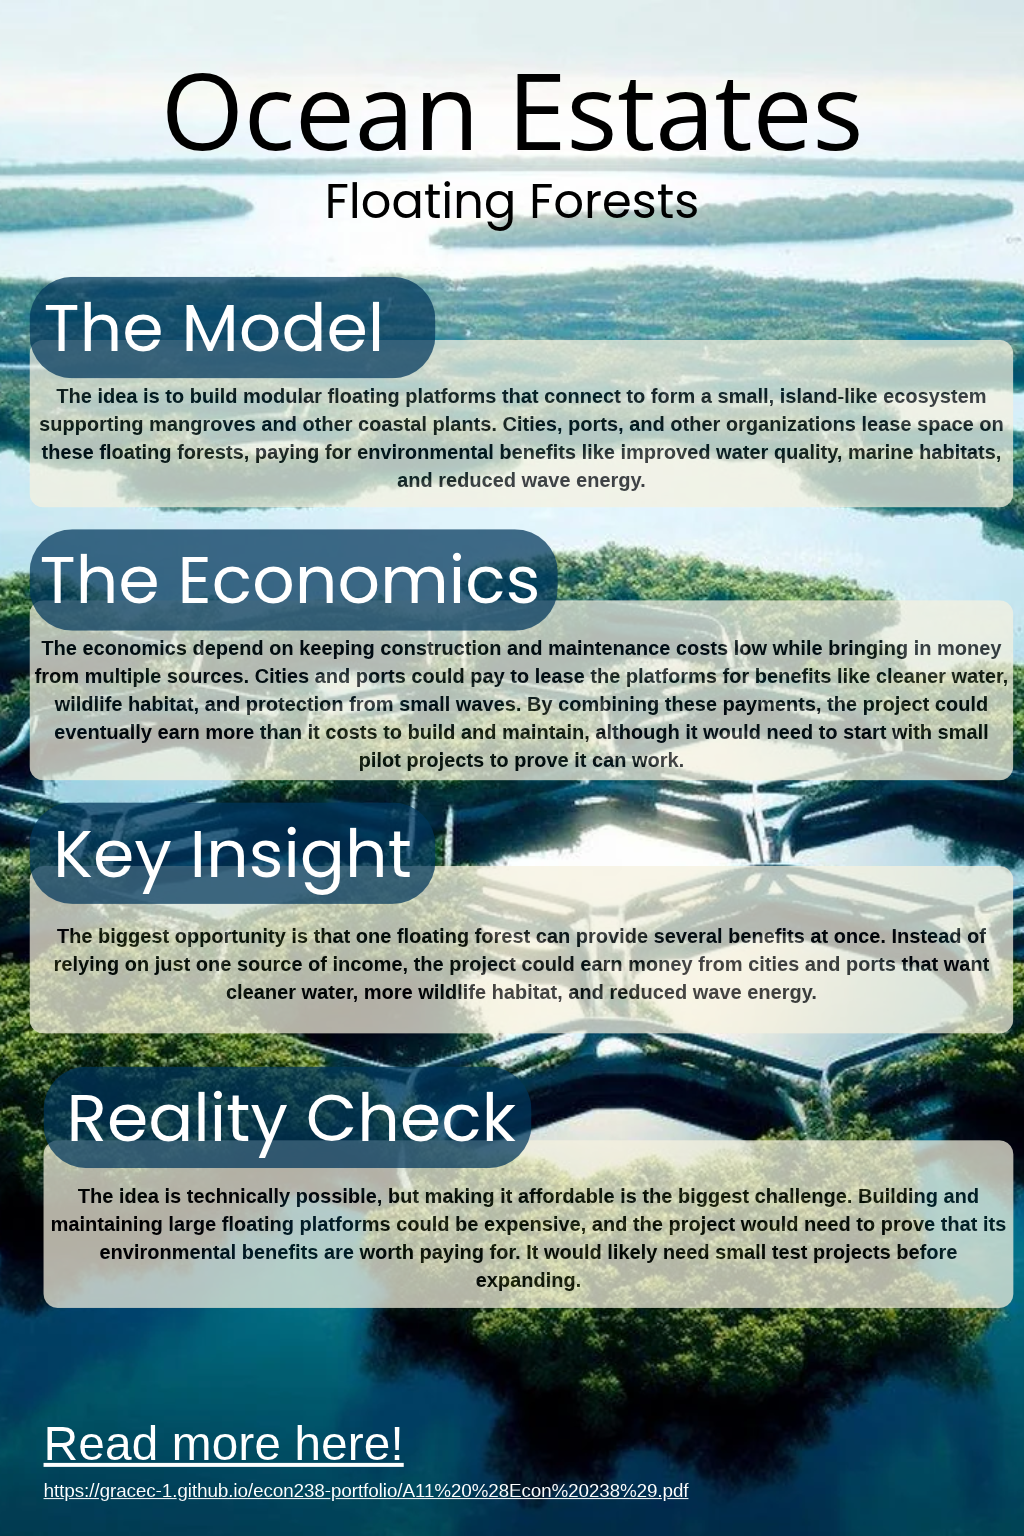 Ocean Estates
Floating Forests
The Model
The idea is to build modular floating platforms that connect to form a small, island-like ecosystem
supporting mangroves and other coastal plants. Cities, ports, and other organizations lease space on
these floating forests, paying for environmental benefits like improved water quality, marine habitats,
and reduced wave energy.
The Economics
The economics depend on keeping construction and maintenance costs low while bringing in money
from multiple sources. Cities and ports could pay to lease the platforms for benefits like cleaner water,
wildlife habitat, and protection from small waves. By combining these payments, the project could
eventually earn more than it costs to build and maintain, although it would need to start with small
pilot projects to prove it can work.
Key Insight
The biggest opportunity is that one floating forest can provide several benefits at once. Instead of
relying on just one source of income, the project could earn money from cities and ports that want
cleaner water, more wildlife habitat, and reduced wave energy.
Reality Check
The idea is technically possible, but making it affordable is the biggest challenge. Building and
maintaining large floating platforms could be expensive, and the project would need to prove that its
environmental benefits are worth paying for. It would likely need small test projects before
expanding.
Read more here!
https://gracec-1.github.io/econ238-portfolio/A11%20%28Econ%20238%29.pdf